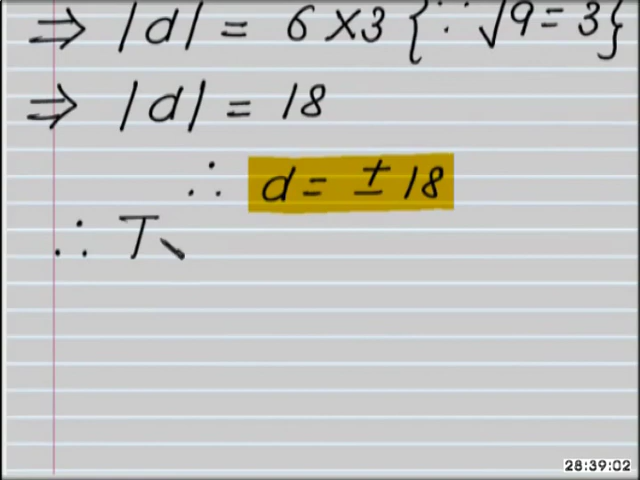 ⇒ |d| = 6 × 3 {∵ √9 = 3}
⇒ |d| = 18
∴ d = ± 18
∴ T
28:39:02